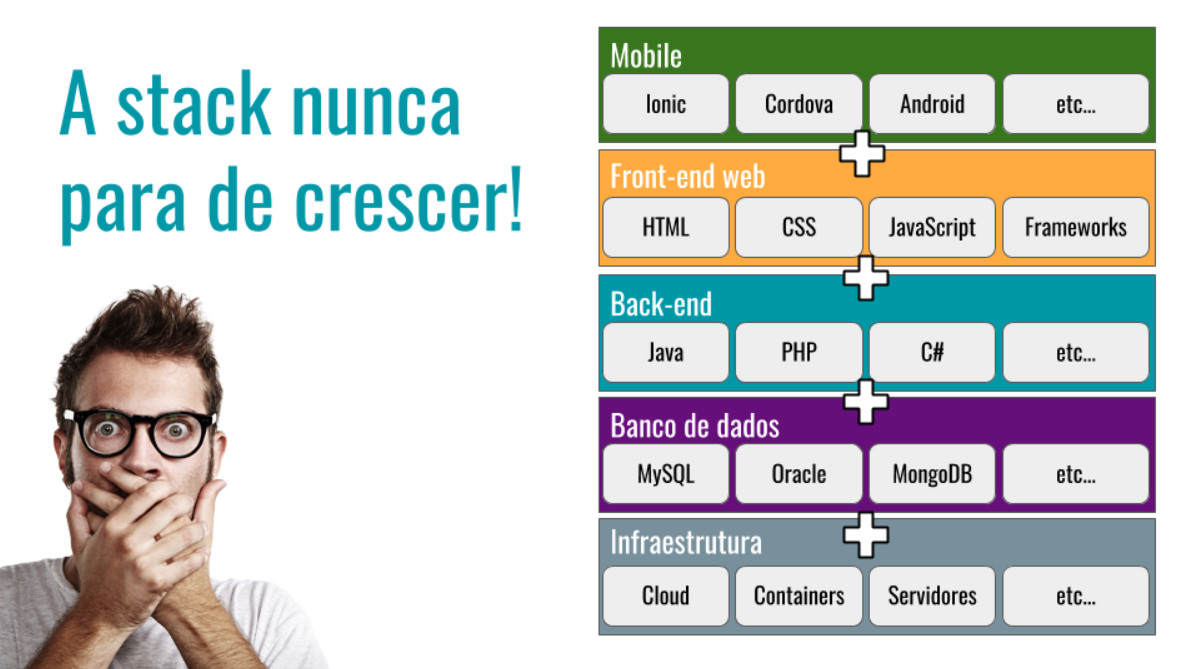 A stack nunca
para de crescer!
Mobile
Ionic
Cordova
Android
etc...
Front-end web
HTML
CSS
JavaScript
Frameworks
Back-end
Java
PHP
C#
etc...
Banco de dados
MySQL
Oracle
MongoDB
etc...
Infraestrutura
Cloud
Containers
Servidores
etc...